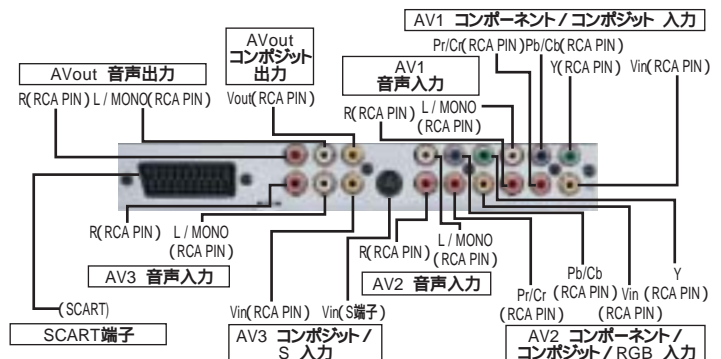 AV1 コンポーネント / コンポジット 入力
Pr/Cr(RCA PIN)
Pb/Cb(RCA PIN)
Y(RCA PIN)
Vin(RCA PIN)
AVout
コンポジット
出力
Vout(RCA PIN)
AV1
音声入力
R(RCA PIN)
L / MONO
(RCA PIN)
AVout 音声出力
R(RCA PIN)
L / MONO(RCA PIN)
R(RCA PIN)
L / MONO
(RCA PIN)
AV3 音声入力
R(RCA PIN)
L / MONO
(RCA PIN)
AV2 音声入力
(SCART)
SCART端子
Vin(RCA PIN)
Vin(S端子)
AV3 コンポジット /
S 入力
Pr/Cr
(RCA PIN)
Pb/Cb
(RCA PIN)
Vin
(RCA PIN)
Y
(RCA PIN)
AV2 コンポーネント/
コンポジット/ RGB 入力